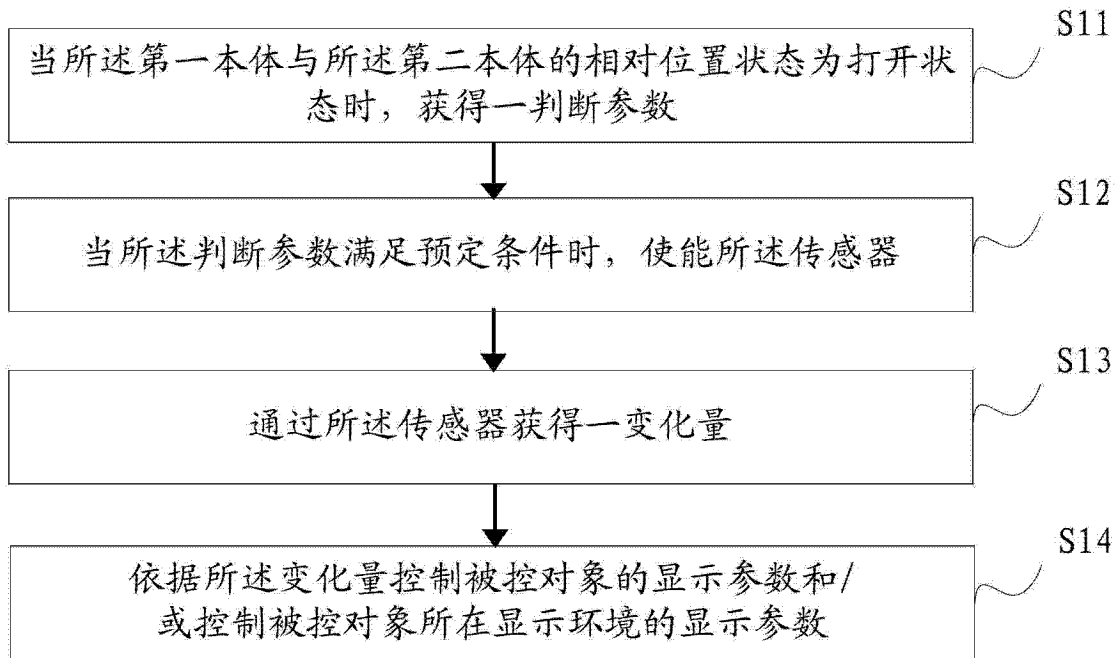 S11
当所述第一本体与所述第二本体的相对位置状态为打开状
态时，获得一判断参数
S12
当所述判断参数满足预定条件时，使能所述传感器
S13
通过所述传感器获得一变化量
S14
依据所述变化量控制被控对象的显示参数和/
或控制被控对象所在显示环境的显示参数